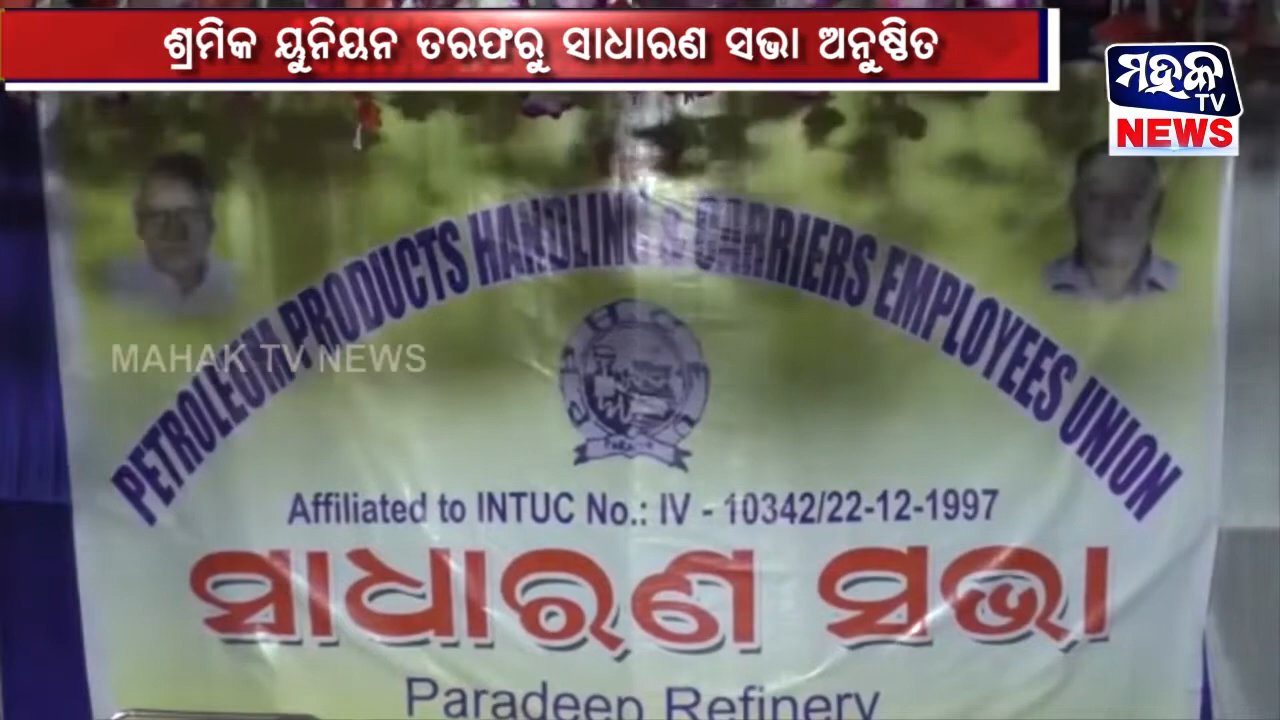 ଶ୍ରମିକ ୟୁନିୟନ ତରଫରୁ ସାଧାରଣ ସଭା ଅନୁଷ୍ଠିତ
ମହକ
TV
NEWS
PETROLEUM PRODUCTS HANDLING & CARRIERS EMPLOYEES UNION
MAHAK TV NEWS
Affiliated to INTUC No.: IV - 10342/22-12-1997
ସାଧାରଣ ସଭା
Paradeep Refinery